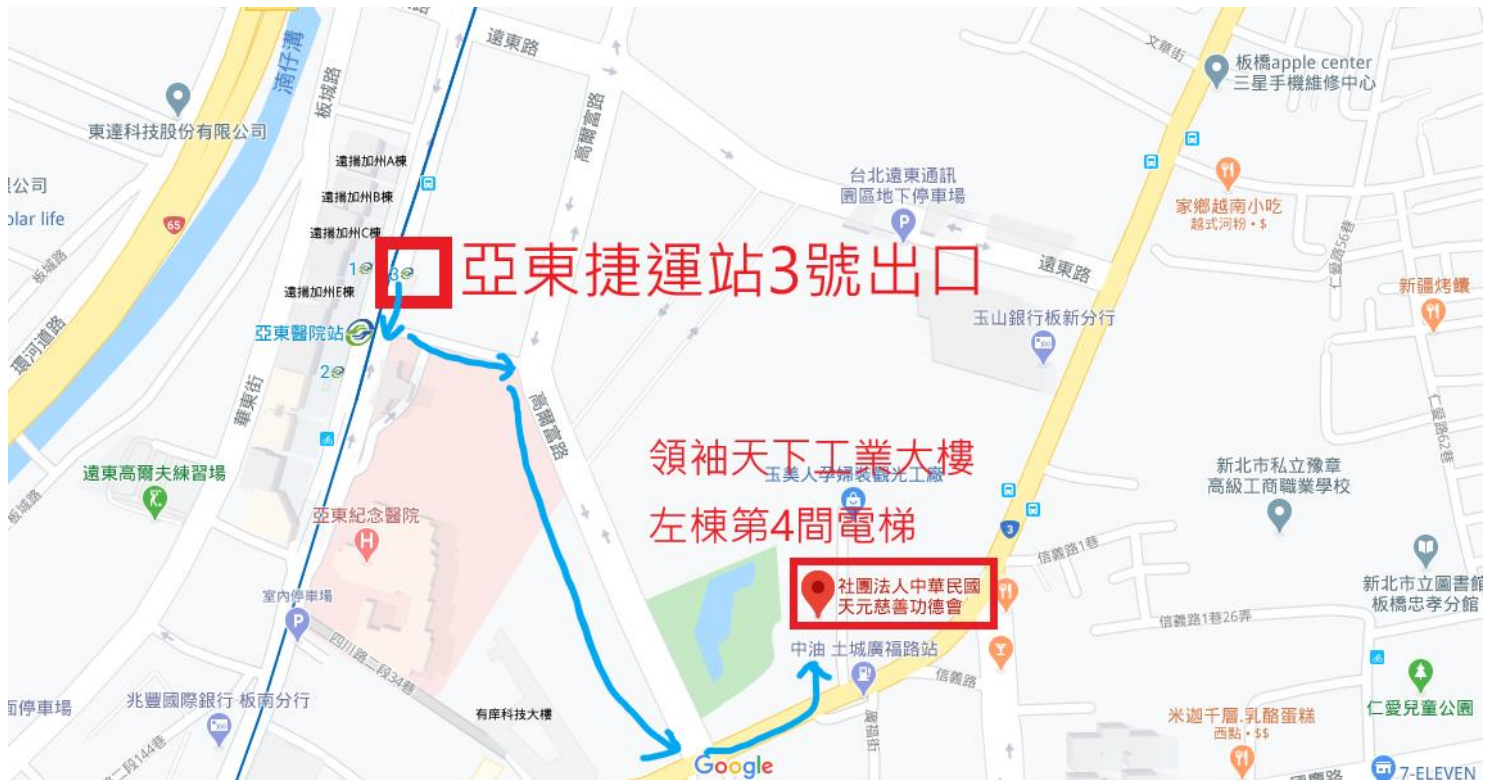 遠東路
文華街
板橋apple center
三星手機維修中心
湳仔溝
板城路
高爾富路
東達科技股份有限公司
遠揚加州A棟
遠揚加州B棟
遠揚加州C棟
遠揚加州E棟
公司
olar life
65
板城路
環河道路
台北遠東通訊
園區地下停車場
P
家鄉越南小吃
越式河粉・$
仁愛路56巷
遠東路
新疆烤饢
1
3
亞東捷運站3號出口
亞東醫院站
2
玉山銀行板新分行
華東街
高爾富路
仁愛路62巷
領袖天下工業大樓
玉美人孕婦裝觀光工廠
左棟第4間電梯
新北市私立豫章
高級工商職業學校
遠東高爾夫練習場
板城路
亞東紀念醫院
H
3
信義路1巷
社團法人中華民國
天元慈善功德會
新北市立圖書館
板橋忠孝分館
室內停車場
P
四川路二段34巷
中油 土城廣福路站
信義路1巷26弄
信義路
面停車場
兆豐國際銀行 板南分行
有庠科技大樓
廣福街
米迦千層.乳酪蛋糕
西點・$$
仁愛兒童公園
二段144巷
Google
7-ELEVEN